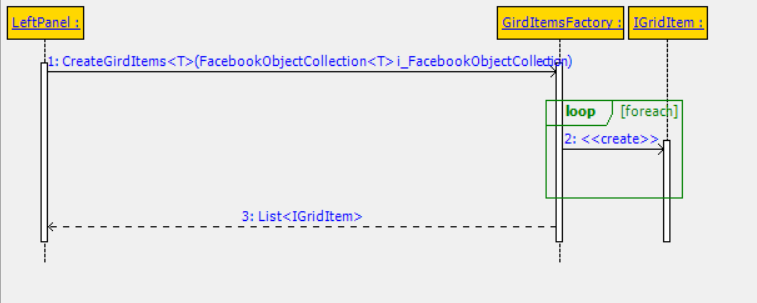 LeftPanel :
GirdItemsFactory :
IGridItem :
1: CreateGirdItems<T>(FacebookObjectCollection<T> i_FacebookObjectCollection)
loop [foreach]
2: <<create>>
3: List<IGridItem>